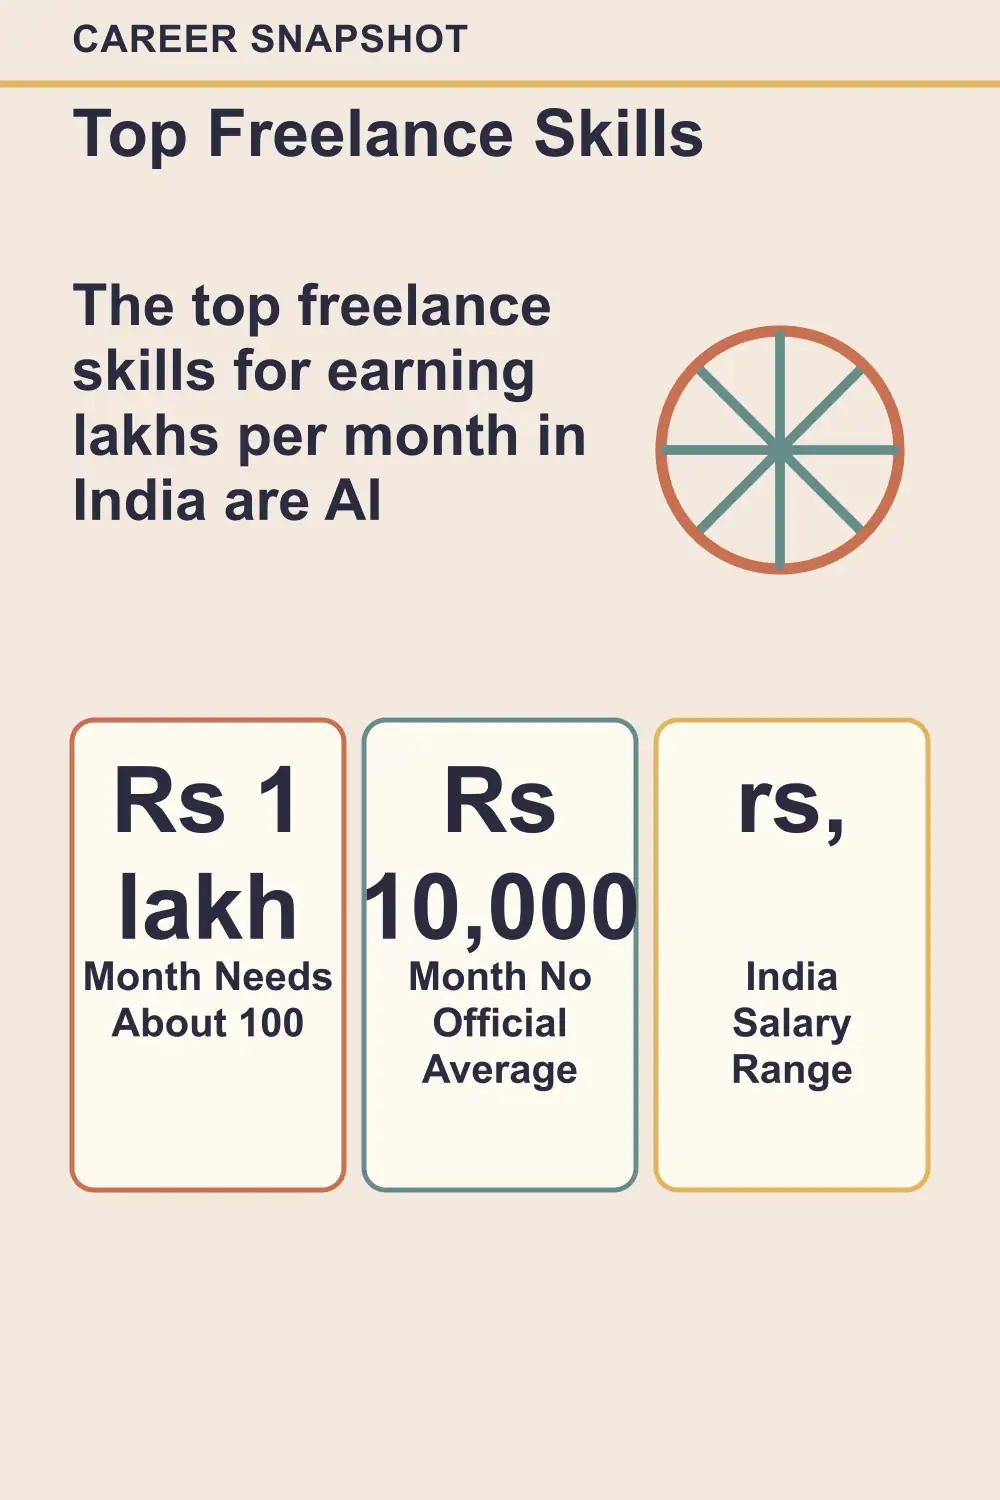 CAREER SNAPSHOT
Top Freelance Skills
The top freelance
skills for earning
lakhs per month in
India are AI
Rs 1
lakh
Month Needs
About 100
Rs
10,000
Month No
Official
Average
rs,
India
Salary
Range